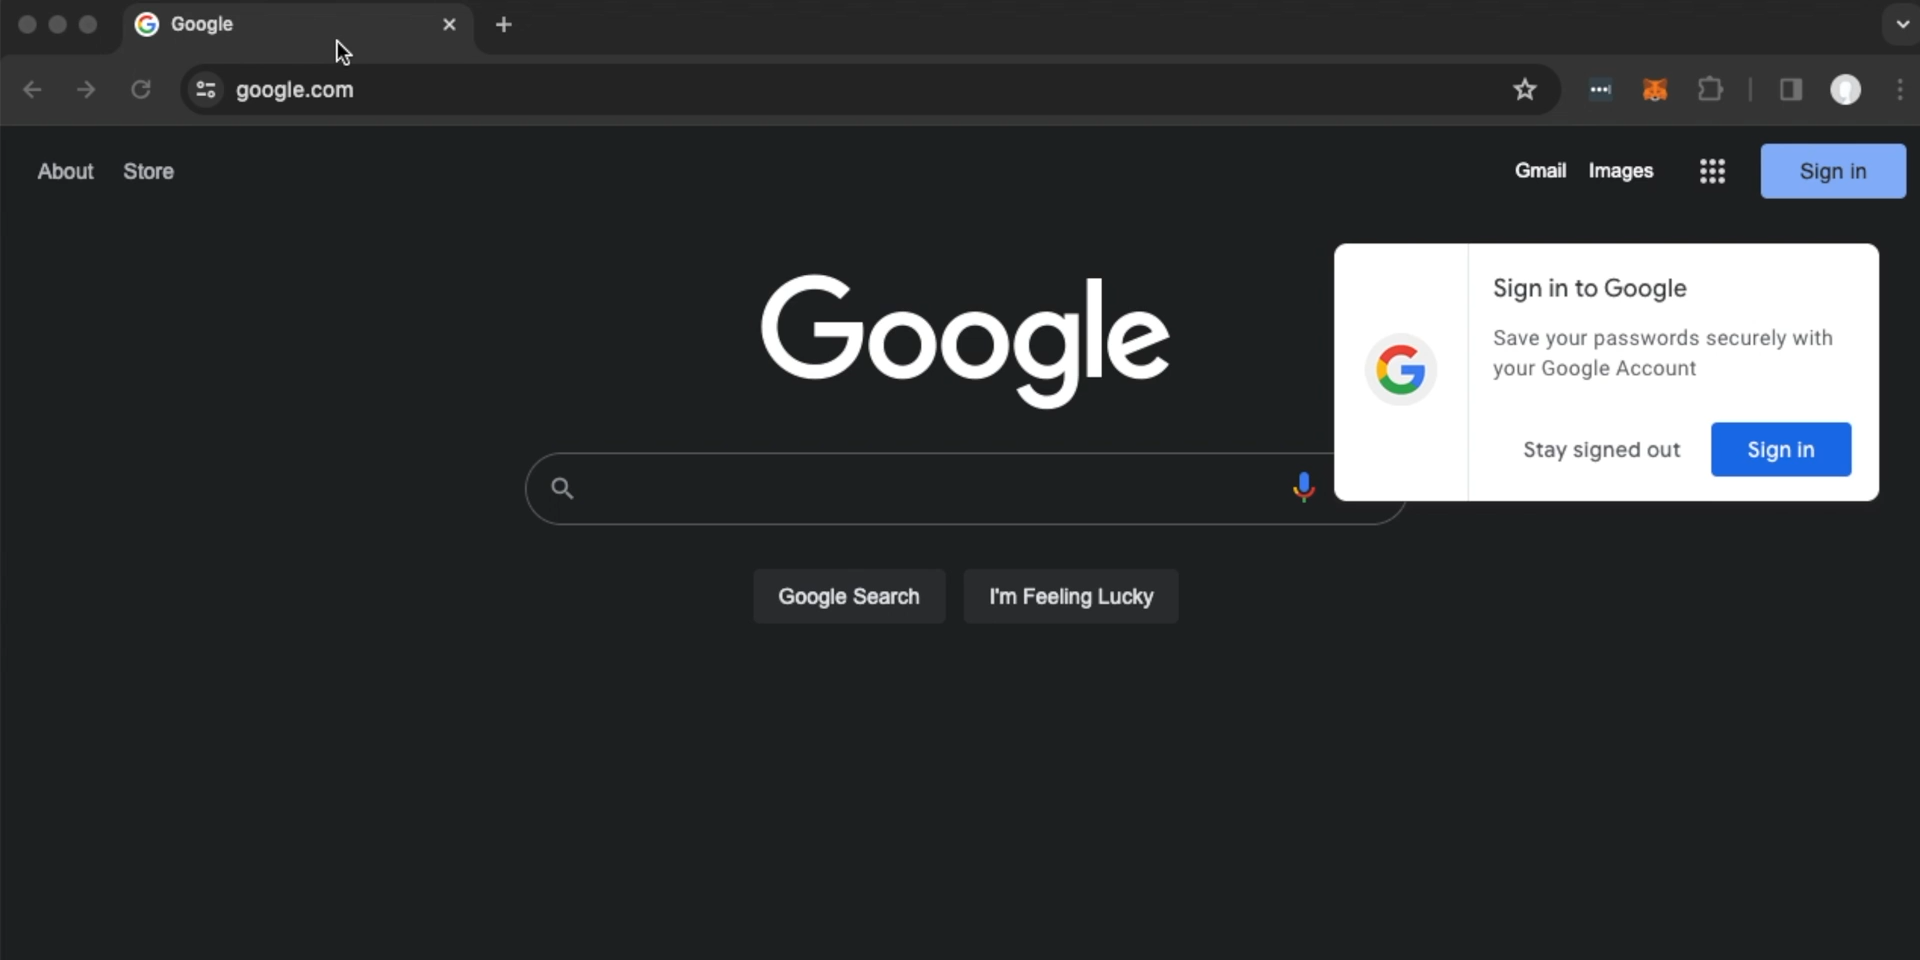 Google
google.com
About Store
Gmail Images Sign in
Google
Sign in to Google
Save your passwords securely with
your Google Account
Stay signed out Sign in
Google Search I'm Feeling Lucky